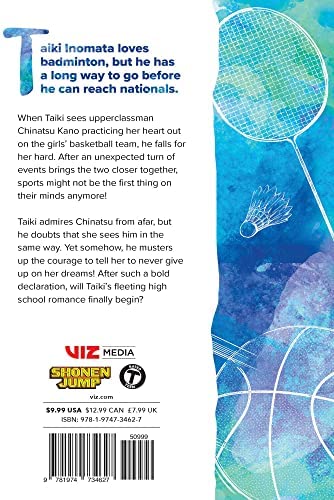 Taiki Inomata loves
badminton, but he has
a long way to go before
he can reach nationals.
When Taiki sees upperclassman
Chinatsu Kano practicing her heart out
on the girls’ basketball team, he falls for
her hard. After an unexpected turn of
events brings the two closer together,
sports might not be the first thing on
their minds anymore!
Taiki admires Chinatsu from afar, but
he doubts that she sees him in the
same way. Yet somehow, he musters
up the courage to tell her to never give
up on her dreams! After such a bold
declaration, will Taiki’s fleeting high
school romance finally begin?
VIZ MEDIA
SHONEN
JUMP
T
viz.com
$9.99 USA $12.99 CAN £7.99 UK
ISBN: 978-1-9747-3462-7
50999
9 781974 734627